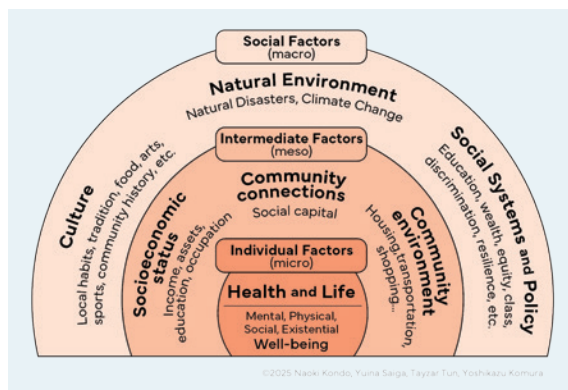 Social Factors
(macro)
Natural Environment
Natural Disasters, Climate Change
Culture
Local habits, tradition, food, arts,
sports, community history, etc.
Social Systems and Policy
Education, wealth, equity, class,
discrimination, resilience, etc.
Intermediate Factors
(meso)
Community
connections
Social capital
Socioeconomic
status
Income, assets,
education, occupation
Community
environment
Housing,transportation,
shopping...
Individual Factors
(micro)
Health and Life
Mental, Physical,
Social, Existential
Well-being
©2025 Naoki Kondo, Yuina Saiga, Tayzar Tun, Yoshikazu Komura